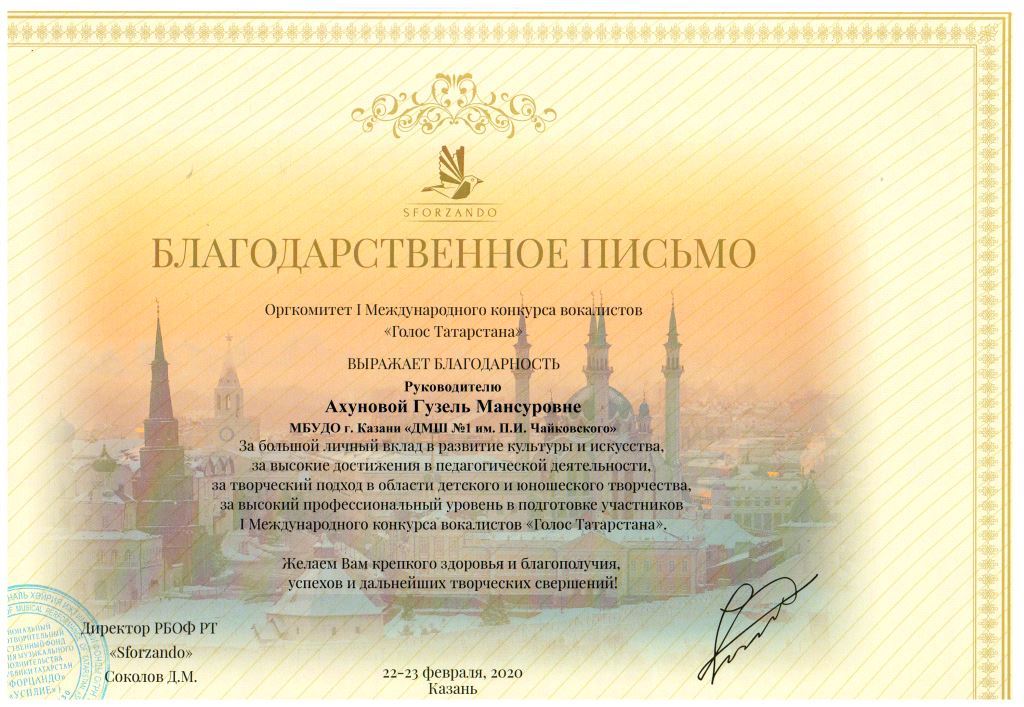 SFORZANDO
БЛАГОДАРСТВЕННОЕ ПИСЬМО
Оргкомитет I Международного конкурса вокалистов
«Голос Татарстана»
ВЫРАЖАЕТ БЛАГОДАРНОСТЬ
Руководителю
Ахуновой Гузель Мансуровне
МБУДО г. Казани «ДМШ №1 им. П.И. Чайковского»
За большой личный вклад в развитие культуры и искусства,
за высокие достижения в педагогической деятельности,
за творческий подход в области детского и юношеского творчества,
за высокий профессиональный уровень в подготовке участников
I Международного конкурса вокалистов «Голос Татарстана».
Желаем Вам крепкого здоровья и благополучия,
успехов и дальнейших творческих свершений!
Директор РБОФ РТ
«Sforzando»
Соколов Д.М.
22-23 февраля, 2020
Казань